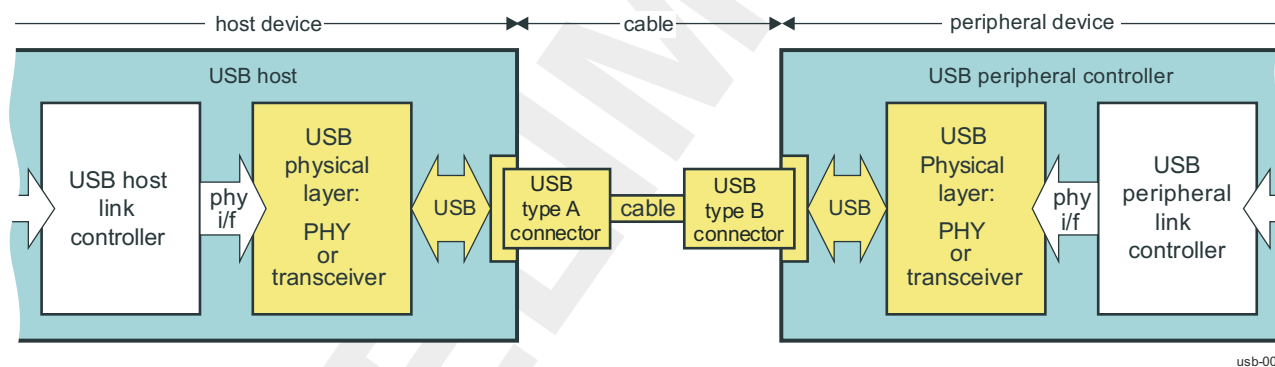 host device
cable
peripheral device
USB host
USB peripheral controller
USB host
link
controller
phy
i/f
USB
physical
layer:
PHY
or
transceiver
USB
USB
type A
connector
cable
USB
type B
connector
USB
USB
Physical
layer:
PHY
or
transceiver
phy
i/f
USB
peripheral
link
controller